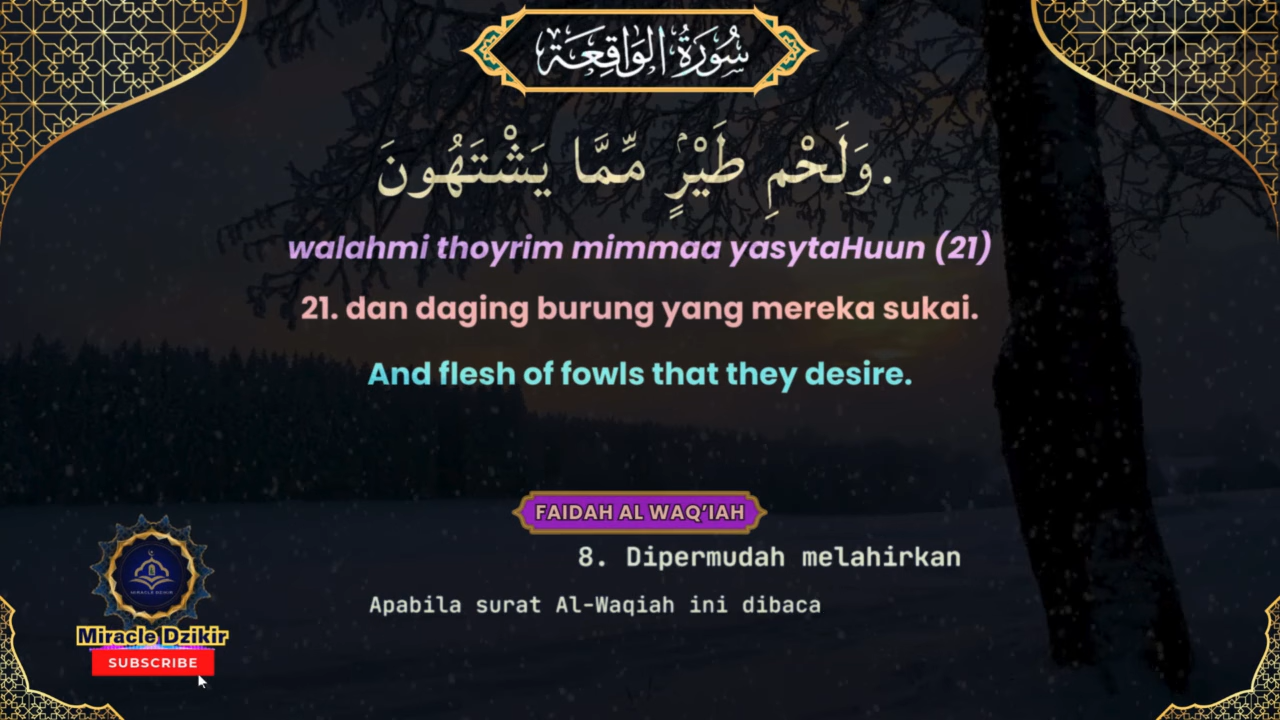 سُورَةُ الوَاقِعَة
وَلَحْمِ طَيْرٍۢ مِّمَّا يَشْتَهُونَ.
walahmi thoyrim mimmaa yasytaHuun (21)
21. dan daging burung yang mereka sukai.
And flesh of fowls that they desire.
FAIDAH AL WAQ'IAH
8. Dipermudah melahirkan
Apabila surat Al-Waqiah ini dibaca
MIRACLE DZIKIR
Miracle Dzikir
SUBSCRIBE